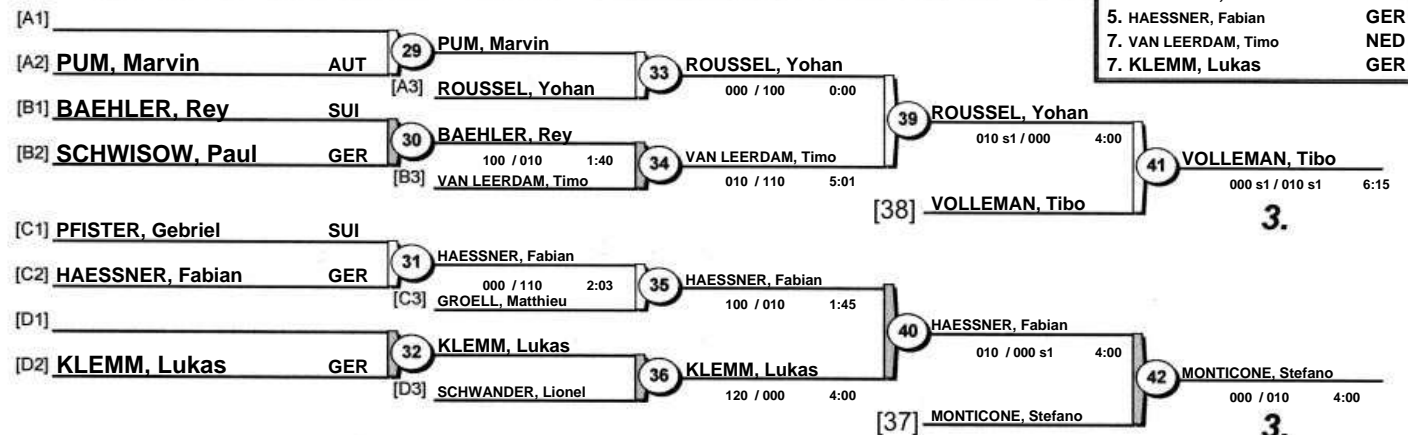 5. HAESSNER, Fabian GER
7. VAN LEERDAM, Timo NED
7. KLEMM, Lukas GER
[A1]
[A2] PUM, Marvin AUT
29
PUM, Marvin
[A3] ROUSSEL, Yohan
33
ROUSSEL, Yohan
000 / 100 0:00
[B1] BAEHLER, Rey SUI
[B2] SCHWISOW, Paul GER
30
BAEHLER, Rey
100 / 010 1:40
[B3] VAN LEERDAM, Timo
34
VAN LEERDAM, Timo
010 / 110 5:01
39
ROUSSEL, Yohan
010 s1 / 000 4:00
[38] VOLLEMAN, Tibo
41
VOLLEMAN, Tibo
000 s1 / 010 s1 6:15
3.
[C1] PFISTER, Gebriel SUI
[C2] HAESSNER, Fabian GER
31
HAESSNER, Fabian
000 / 110 2:03
[C3] GROELL, Matthieu
35
HAESSNER, Fabian
100 / 010 1:45
[D1]
[D2] KLEMM, Lukas GER
32
KLEMM, Lukas
[D3] SCHWANDER, Lionel
36
KLEMM, Lukas
120 / 000 4:00
40
HAESSNER, Fabian
010 / 000 s1 4:00
[37] MONTICONE, Stefano
42
MONTICONE, Stefano
000 / 010 4:00
3.